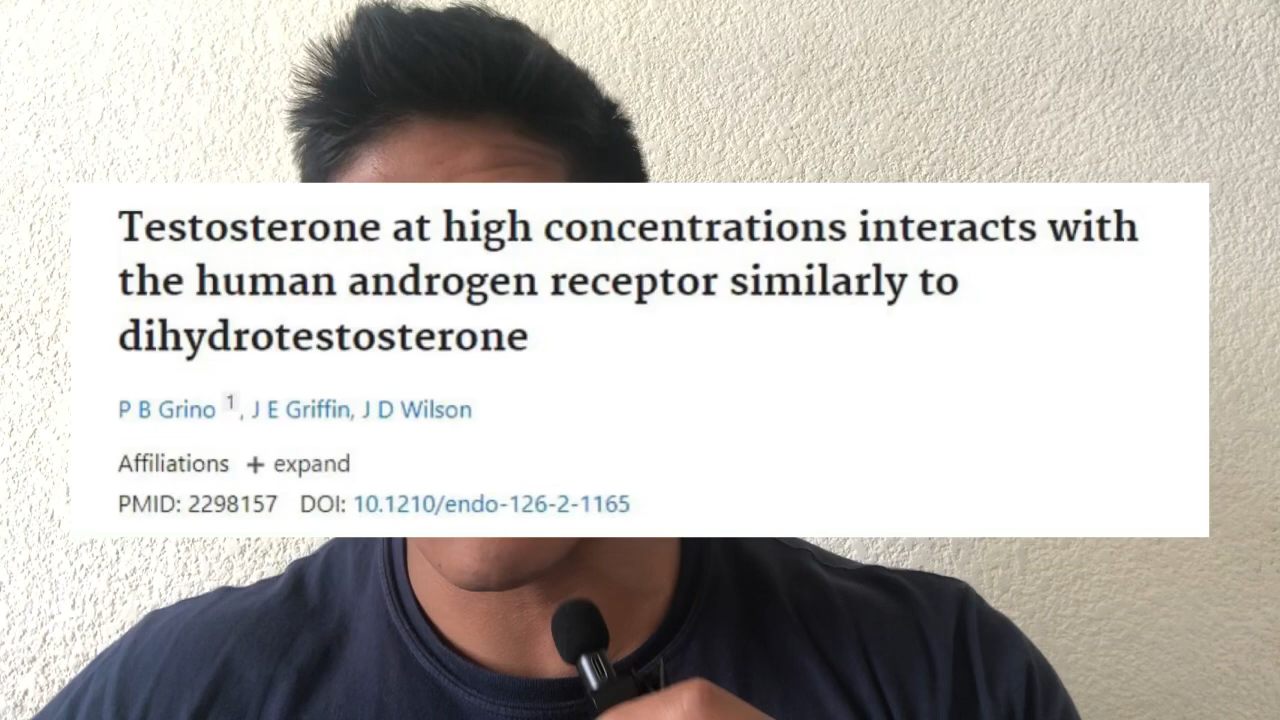 Testosterone at high concentrations interacts with
the human androgen receptor similarly to
dihydrotestosterone
P B Grino 1, J E Griffin, J D Wilson
Affiliations + expand
PMID: 2298157 DOI: 10.1210/endo-126-2-1165